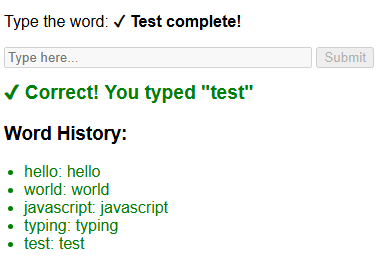 Type the word: ✓ Test complete!
Type here... Submit
✓ Correct! You typed "test"
Word History:
• hello: hello
• world: world
• javascript: javascript
• typing: typing
• test: test